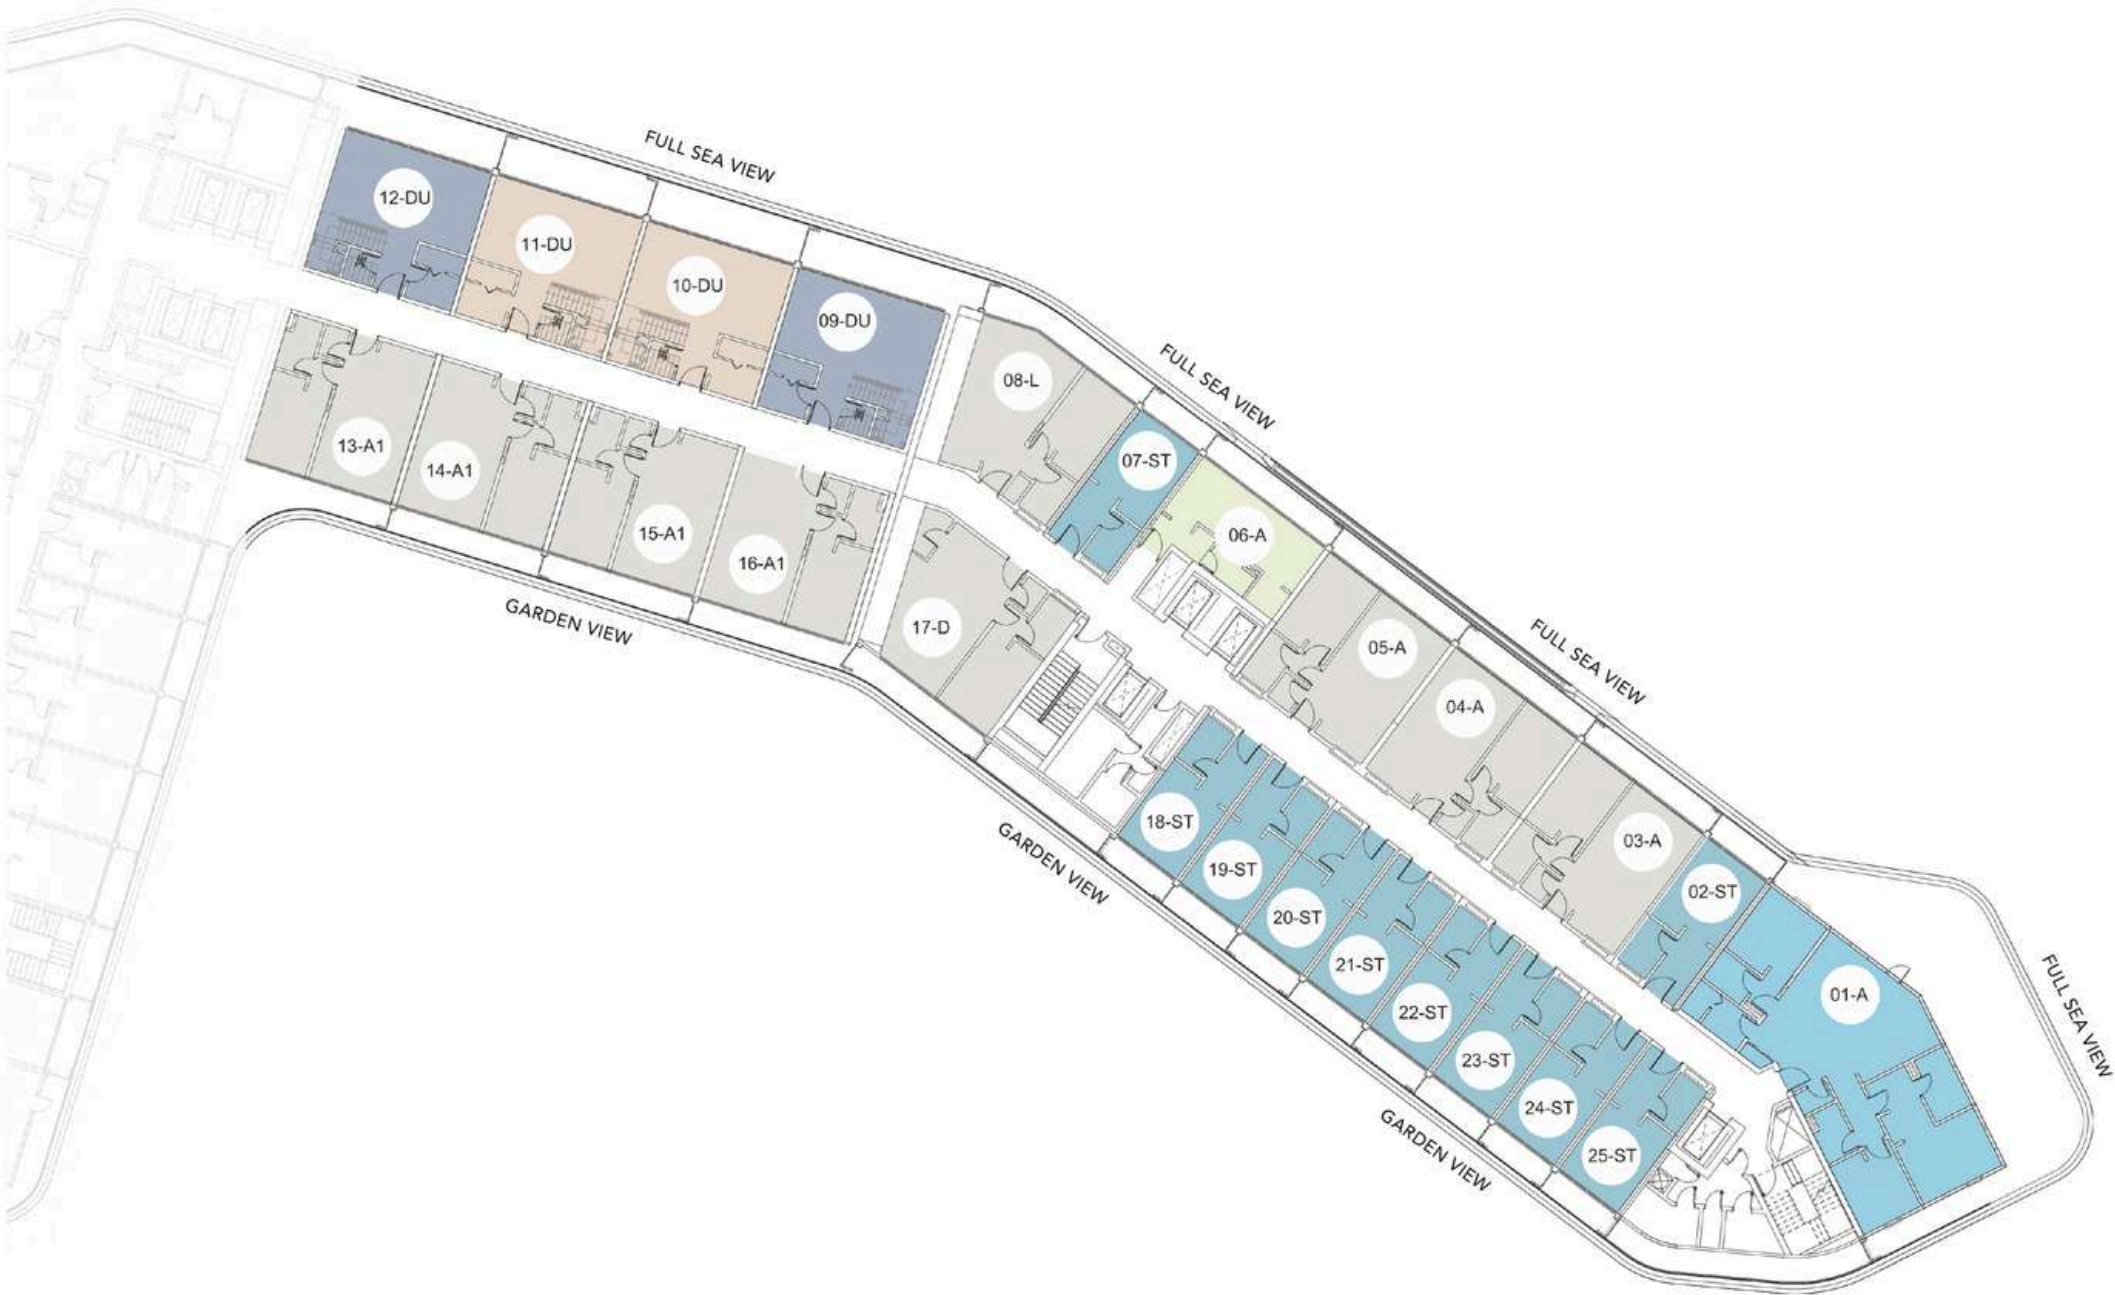 FULL SEA VIEW
12-DU
11-DU
10-DU
09-DU
08-L
FULL SEA VIEW
07-ST
06-A
13-A1
14-A1
15-A1
16-A1
GARDEN VIEW
17-D
05-A
FULL SEA VIEW
04-A
03-A
02-ST
01-A
FULL SEA VIEW
18-ST
19-ST
20-ST
21-ST
22-ST
23-ST
24-ST
25-ST
GARDEN VIEW
GARDEN VIEW